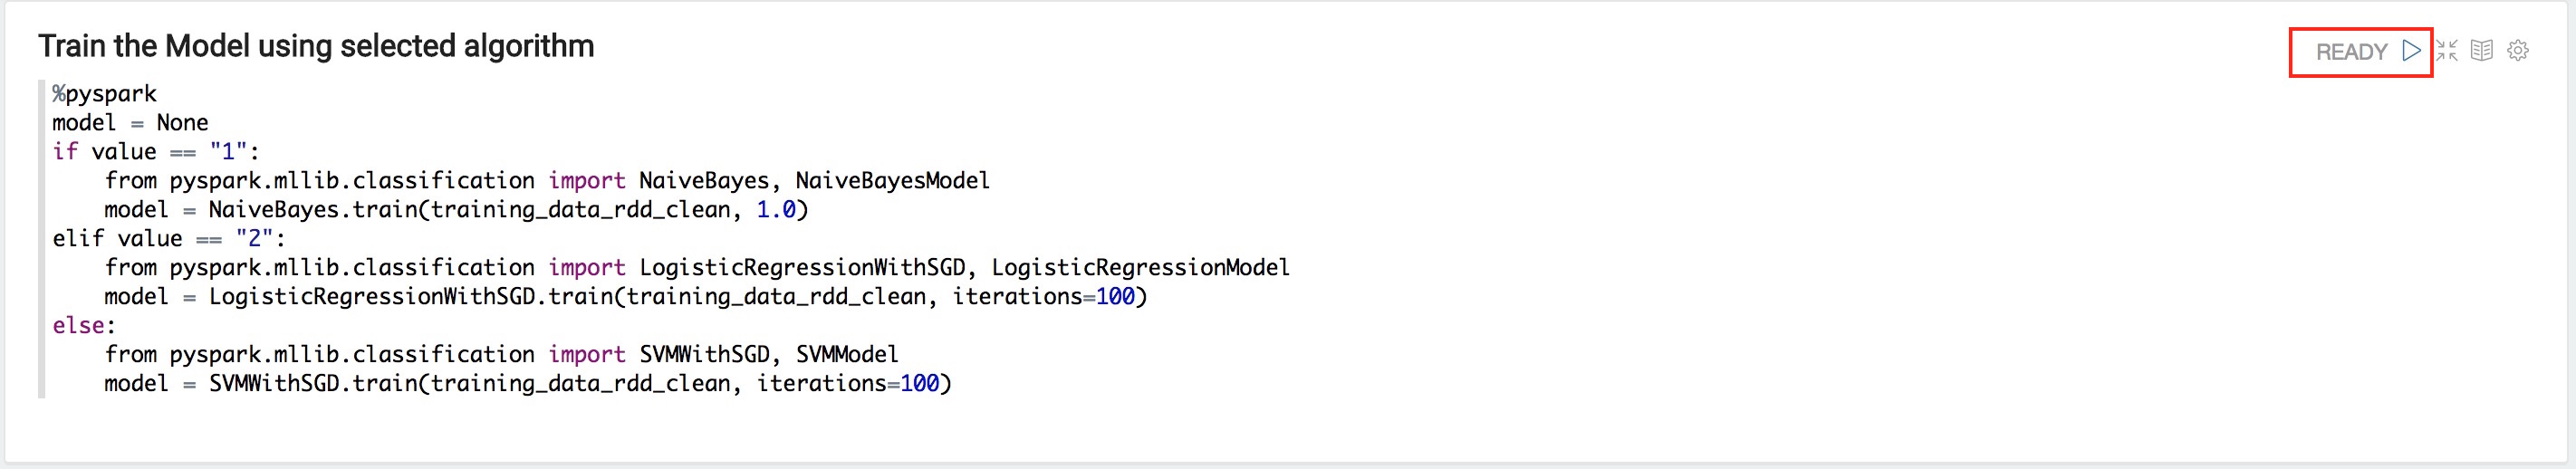 Train the Model using selected algorithm
READY
%pyspark
model = None
if value == "1":
    from pyspark.mllib.classification import NaiveBayes, NaiveBayesModel
    model = NaiveBayes.train(training_data_rdd_clean, 1.0)
elif value == "2":
    from pyspark.mllib.classification import LogisticRegressionWithSGD, LogisticRegressionModel
    model = LogisticRegressionWithSGD.train(training_data_rdd_clean, iterations=100)
else:
    from pyspark.mllib.classification import SVMWithSGD, SVMModel
    model = SVMWithSGD.train(training_data_rdd_clean, iterations=100)